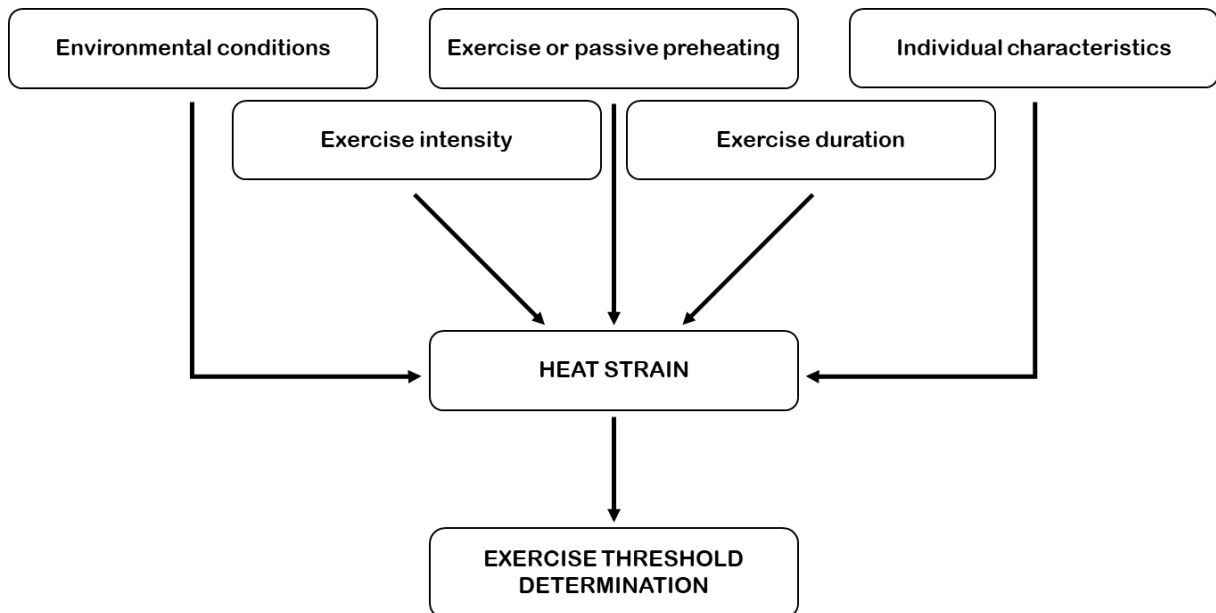 Environmental conditions
Exercise or passive preheating
Individual characteristics
Exercise intensity
Exercise duration
HEAT STRAIN
EXERCISE THRESHOLD
DETERMINATION